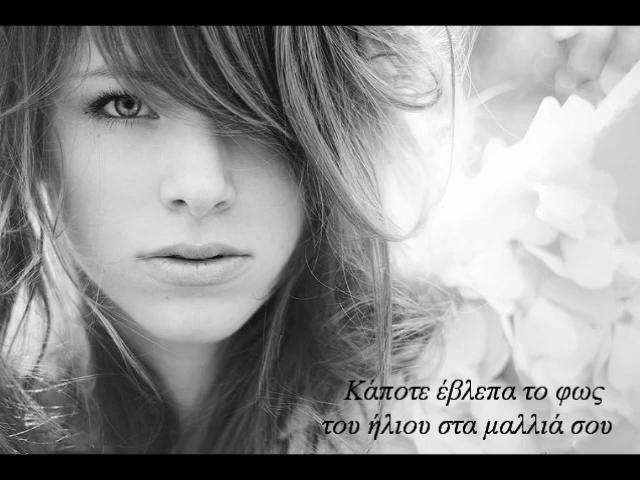 Κάποτε έβλεπα το φως
του ήλιου στα μαλλιά σου